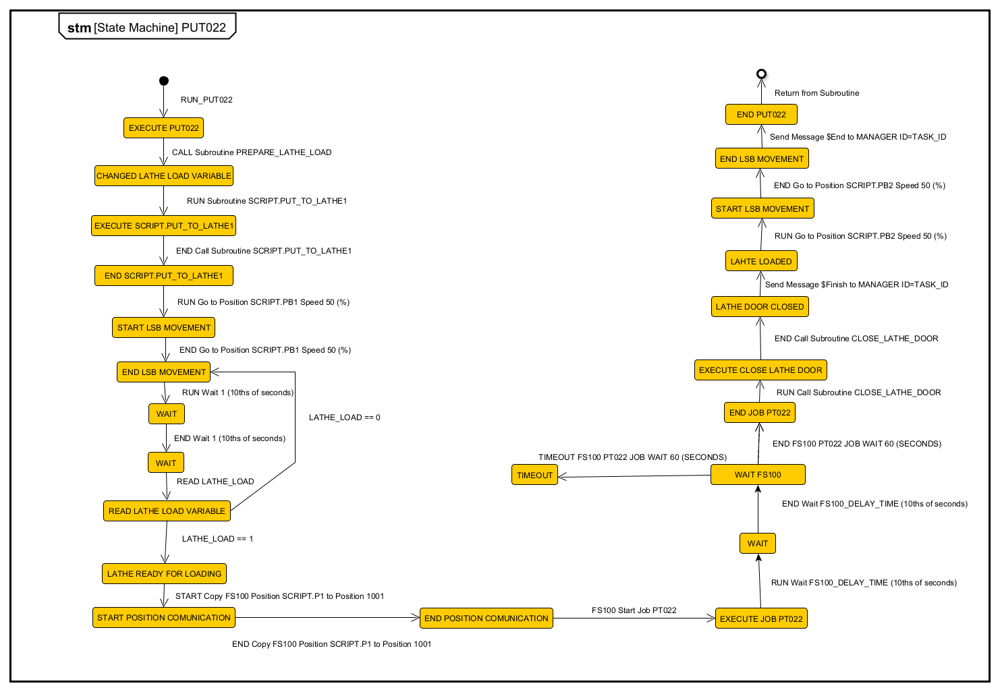 stm [State Machine] PUT022
RUN_PUT022
EXECUTE PUT022
CALL Subroutine PREPARE_LATHE_LOAD
CHANGED LATHE LOAD VARIABLE
RUN Subroutine SCRIPT.PUT_TO_LATHE1
EXECUTE SCRIPT.PUT_TO_LATHE1
END Call Subroutine SCRIPT.PUT_TO_LATHE1
END SCRIPT.PUT_TO_LATHE1
RUN Go to Position SCRIPT.PB1 Speed 50 (%)
START LSB MOVEMENT
END Go to Position SCRIPT.PB1 Speed 50 (%)
END LSB MOVEMENT
RUN Wait 1 (10ths of seconds)
WAIT
LATHE_LOAD == 0
END Wait 1 (10ths of seconds)
WAIT
READ LATHE_LOAD
READ LATHE LOAD VARIABLE
LATHE_LOAD == 1
LATHE READY FOR LOADING
START Copy FS100 Position SCRIPT.P1 to Position 1001
START POSITION COMUNICATION
END Copy FS100 Position SCRIPT.P1 to Position 1001
END POSITION COMUNICATION
FS100 Start Job PT022
EXECUTE JOB PT022
RUN Wait FS100_DELAY_TIME (10ths of seconds)
WAIT
END Wait FS100_DELAY_TIME (10ths of seconds)
WAIT FS100
TIMEOUT FS100 PT022 JOB WAIT 60 (SECONDS)
TIMEOUT
END FS100 PT022 JOB WAIT 60 (SECONDS)
END JOB PT022
RUN Call Subroutine CLOSE_LATHE_DOOR
EXECUTE CLOSE LATHE DOOR
END Call Subroutine CLOSE_LATHE_DOOR
LATHE DOOR CLOSED
Send Message $Finish to MANAGER ID=TASK_ID
LAHTE LOADED
RUN Go to Position SCRIPT.PB2 Speed 50 (%)
START LSB MOVEMENT
END Go to Position SCRIPT.PB2 Speed 50 (%)
END LSB MOVEMENT
Send Message $End to MANAGER ID=TASK_ID
END PUT022
Return from Subroutine